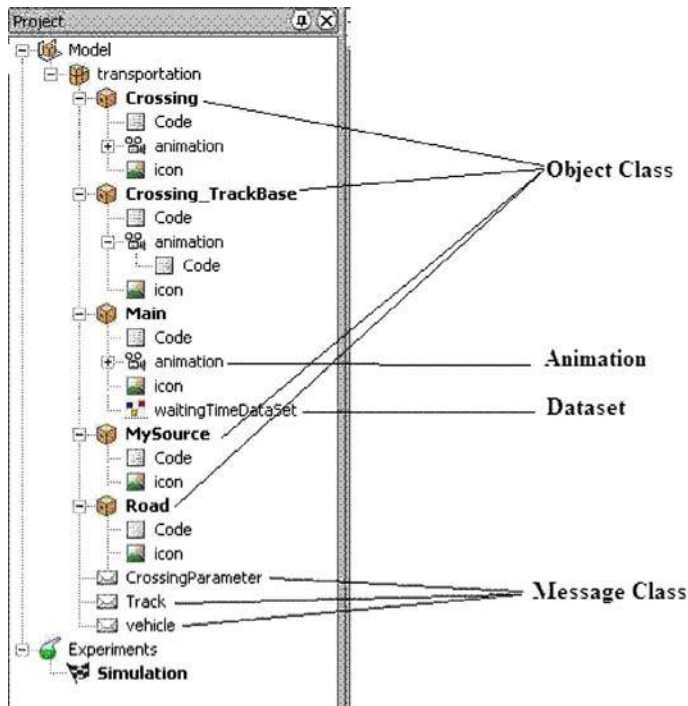 Project
Model
transportation
Crossing
Code
animation
icon
Object Class
Crossing_TrackBase
Code
animation
Code
icon
Main
Code
animation
Animation
icon
waitingTimeDataSet
Dataset
MySource
Code
icon
Road
Code
icon
CrossingParameter
Message Class
Track
vehicle
Experiments
Simulation